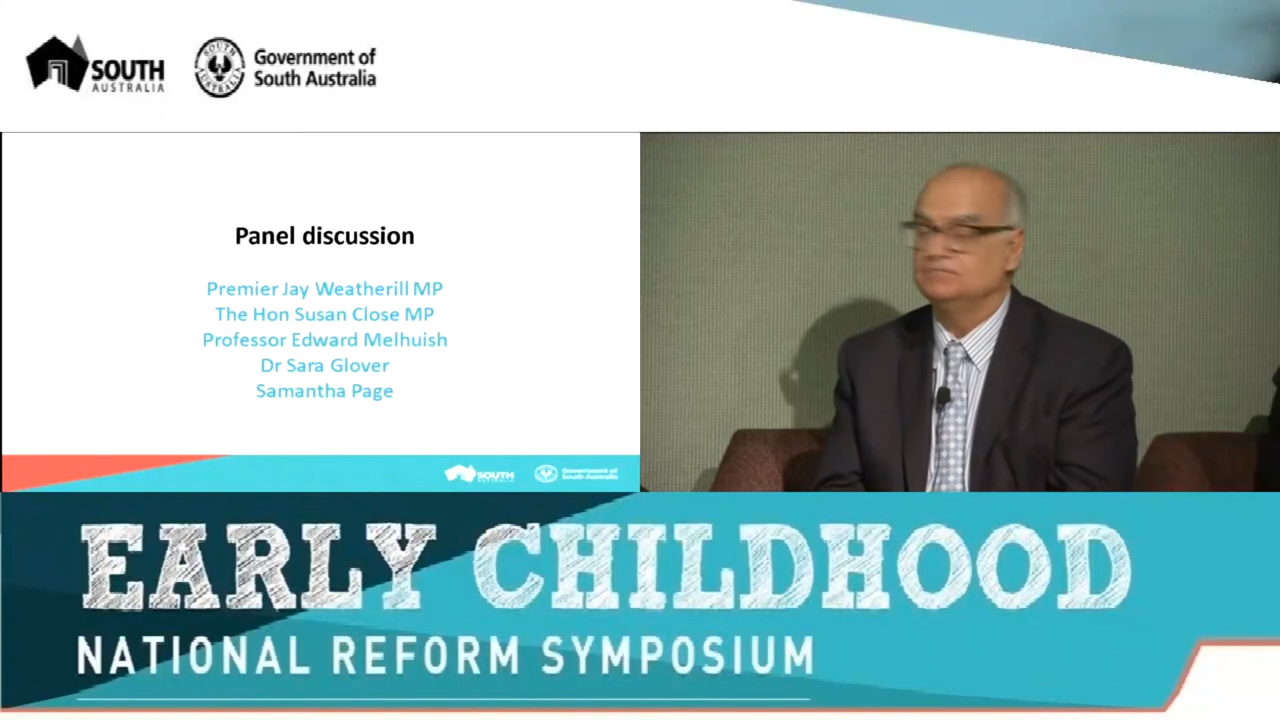 SOUTH
AUSTRALIA
Government of
South Australia
Panel discussion
Premier Jay Weatherill MP
The Hon Susan Close MP
Professor Edward Melhuish
Dr Sara Glover
Samantha Page
SOUTH
AUSTRALIA
Government of
South Australia
EARLY CHILDHOOD
NATIONAL REFORM SYMPOSIUM